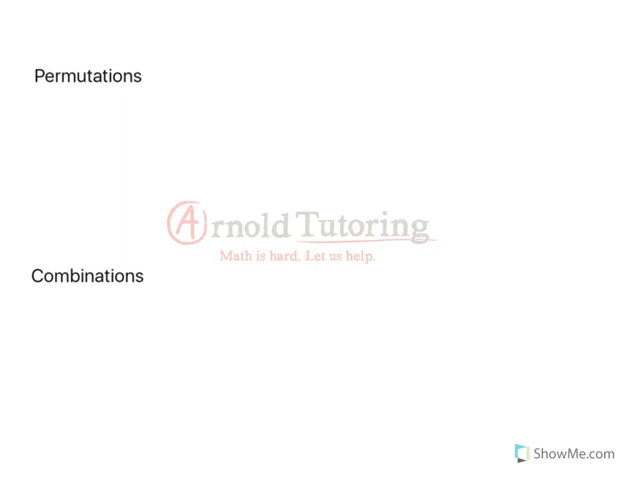 Permutations
Arnold Tutoring
Math is hard. Let us help.
Combinations
ShowMe.com